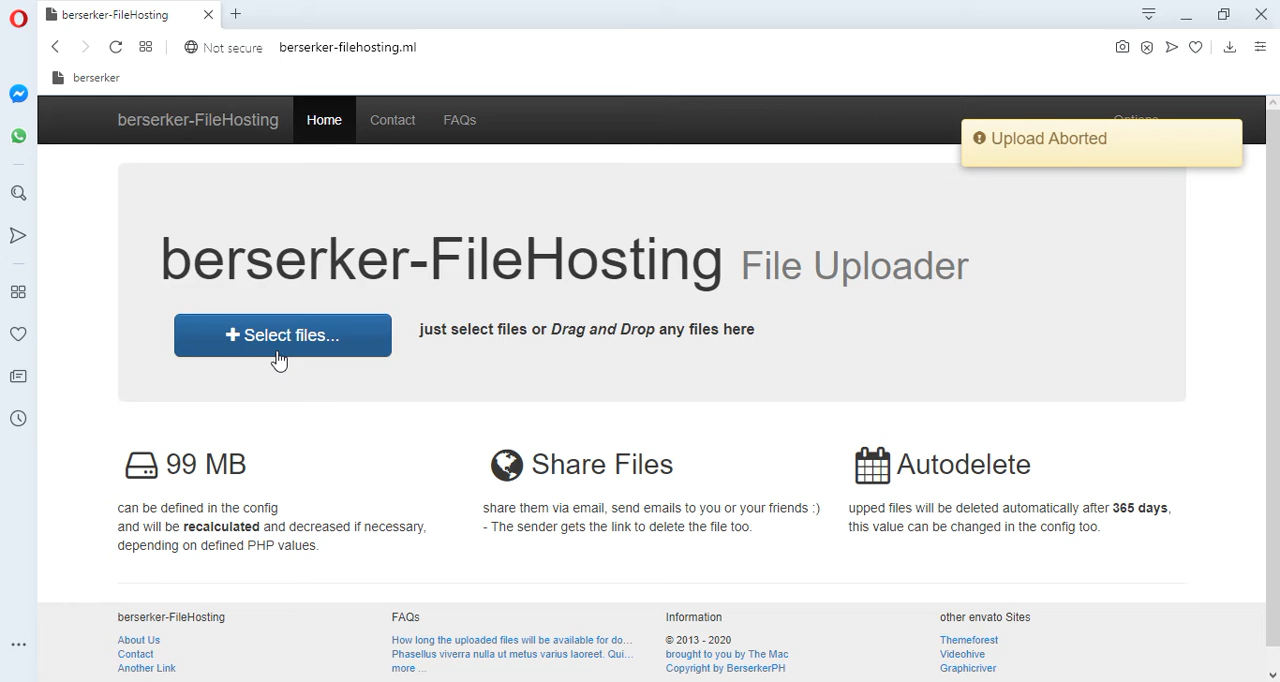 berserker-FileHosting
Not secure berserker-filehosting.ml
berserker
berserker-FileHosting Home Contact FAQs Options
Upload Aborted
berserker-FileHosting File Uploader
Select files... just select files or Drag and Drop any files here
99 MB
can be defined in the config
and will be recalculated and decreased if necessary,
depending on defined PHP values.
Share Files
share them via email, send emails to you or your friends :)
- The sender gets the link to delete the file too.
Autodelete
upped files will be deleted automatically after 365 days,
this value can be changed in the config too.
berserker-FileHosting
About Us
Contact
Another Link
FAQs
How long the uploaded files will be available for do...
Phasellus viverra nulla ut metus varius laoreet. Qui...
more ...
Information
© 2013 - 2020
brought to you by The Mac
Copyright by BerserkerPH
other envato Sites
Themeforest
Videohive
Graphicriver